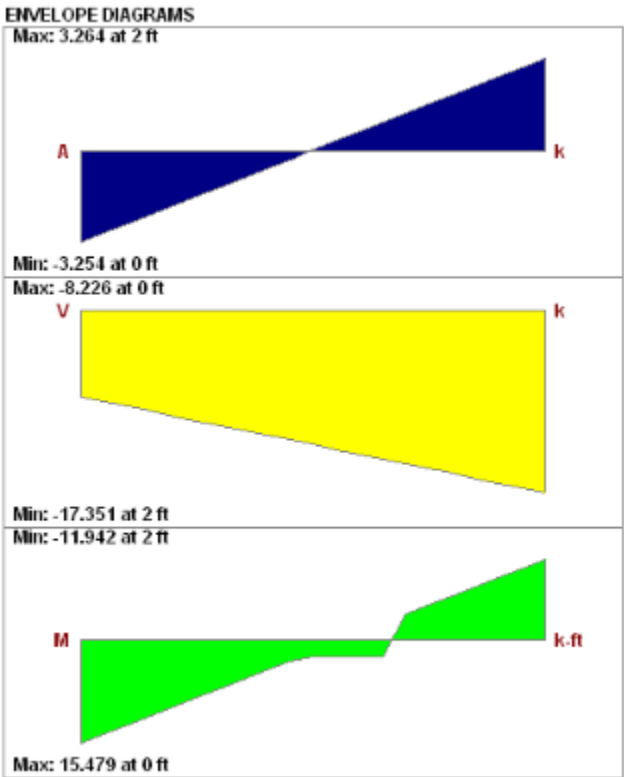 ENVELOPE DIAGRAMS
Max: 3.264 at 2 ft
A k
Min: -3.254 at 0 ft
Max: -8.226 at 0 ft
V k
Min: -17.351 at 2 ft
Min: -11.942 at 2 ft
M k-ft
Max: 15.479 at 0 ft